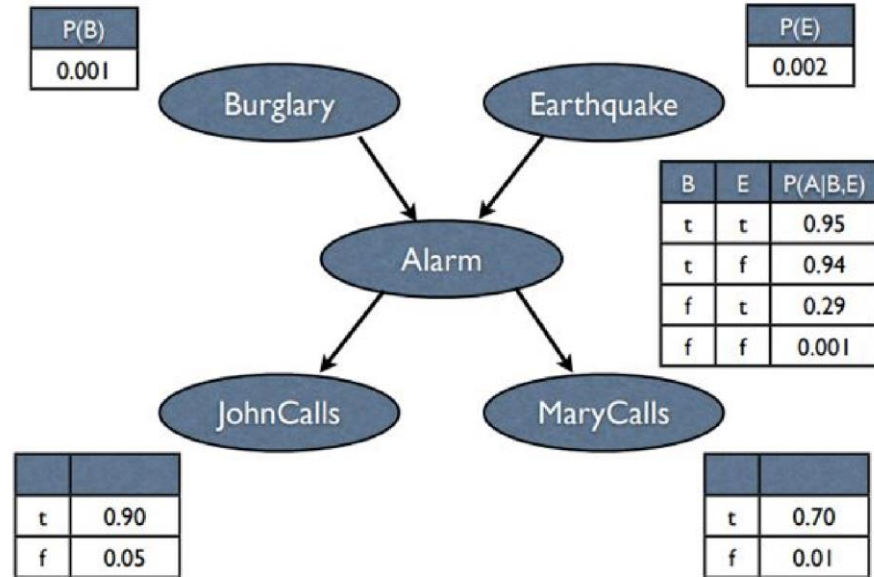 P(B)
0.001
P(E)
0.002
Burglary
Earthquake
B E P(A|B,E)
t t 0.95
t f 0.94
f t 0.29
f f 0.001
Alarm
JohnCalls
MaryCalls
t 0.90
f 0.05
t 0.70
f 0.01